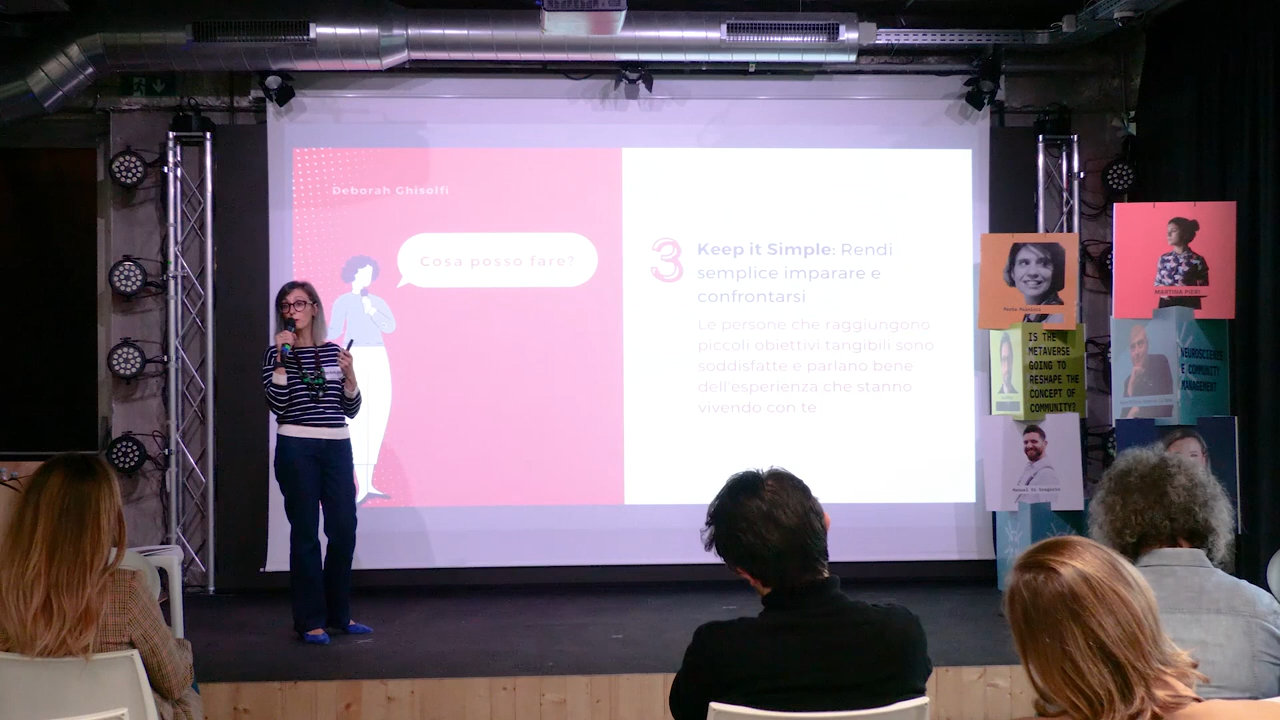 Deborah Ghisolfi
Cosa posso fare?
3
Keep it Simple: Rendi
semplice imparare e
confrontarsi
Le persone che raggiungono
piccoli obiettivi tangibili sono
soddisfatte e parlano bene
dell'esperienza che stanno
vivendo con te
MARTINA PIERI
IS THE
METAVERSE
GOING TO
RESHAPE THE
CONCEPT OF
COMMUNITY?
NEUROSCIENZE
E COMMUNITY
MANAGEMENT